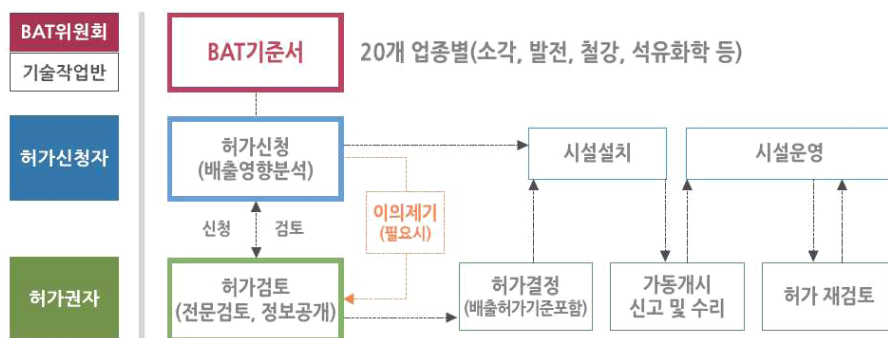 BAT위원회
기술작업반
BAT기준서
20개 업종별(소각, 발전, 철강, 석유화학 등)
허가신청자
허가신청
(배출영향분석)
시설설치
시설운영
신청
검토
이의제기
(필요시)
허가권자
허가검토
(전문검토, 정보공개)
허가결정
(배출허가기준포함)
가동개시
신고 및 수리
허가 재검토